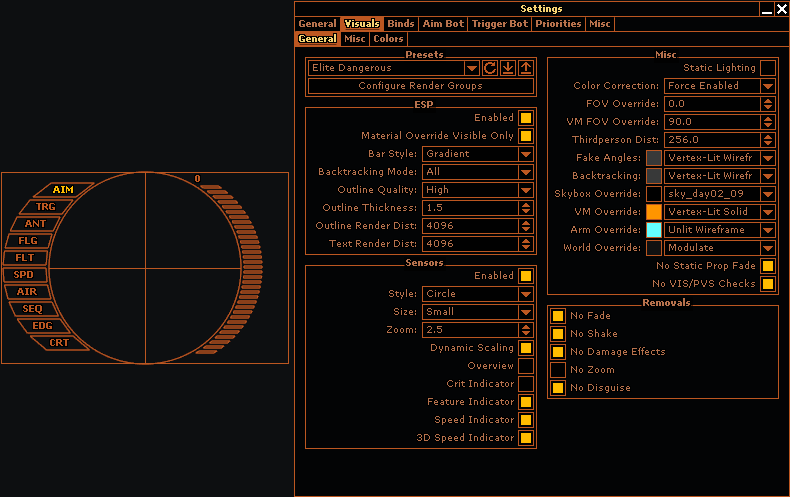 0
AIM
TRG
ANT
FLG
FLT
SPD
AIR
SEQ
EDG
CRT
Settings
General Visuals Binds Aim Bot Trigger Bot Priorities Misc
General Misc Colors
Presets
Elite Dangerous
Configure Render Groups
ESP
Enabled
Material Override Visible Only
Bar Style: Gradient
Backtracking Mode: All
Outline Quality: High
Outline Thickness: 1.5
Outline Render Dist: 4096
Text Render Dist: 4096
Sensors
Enabled
Style: Circle
Size: Small
Zoom: 2.5
Dynamic Scaling
Overview
Crit Indicator
Feature Indicator
Speed Indicator
3D Speed Indicator
Misc
Static Lighting
Color Correction: Force Enabled
FOV Override: 0.0
VM FOV Override: 90.0
Thirdperson Dist: 256.0
Fake Angles: Vertex-Lit Wirefr
Backtracking: Vertex-Lit Wirefr
Skybox Override: sky_day02_09
VM Override: Vertex-Lit Solid
Arm Override: Unlit Wireframe
World Override: Modulate
No Static Prop Fade
No VIS/PVS Checks
Removals
No Fade
No Shake
No Damage Effects
No Zoom
No Disguise